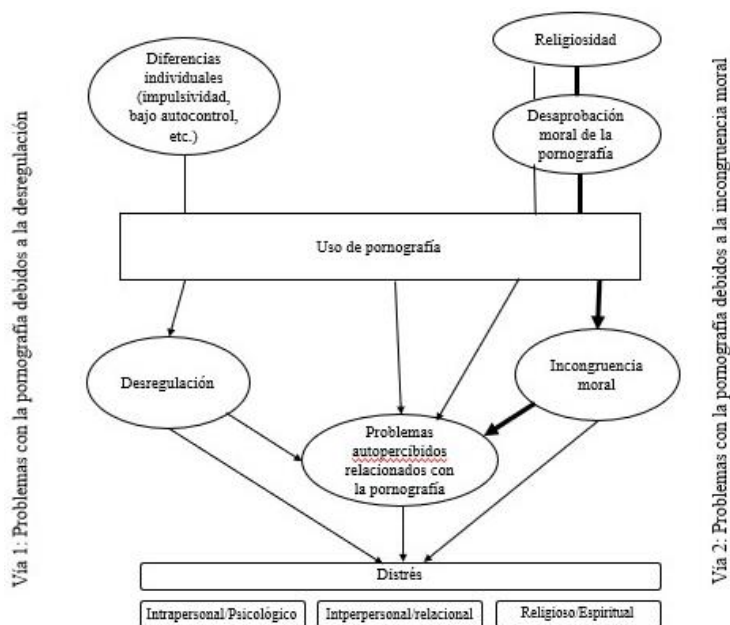 Vía 1: Problemas con la pornografía debidos a la desregulación
Diferencias
individuales
(impulsividad,
bajo autocontrol,
etc.)
Religiosidad
Desaprobación
moral de la
pornografía
Uso de pornografía
Desregulación
Incongruencia
moral
Problemas
autopercibidos
relacionados con
la pornografía
Distrés
Intrapersonal/Psicológico
Intperpersonal/relacional
Religioso/Espiritual
Vía 2: Problemas con la pornografía debidos a la incongruencia moral